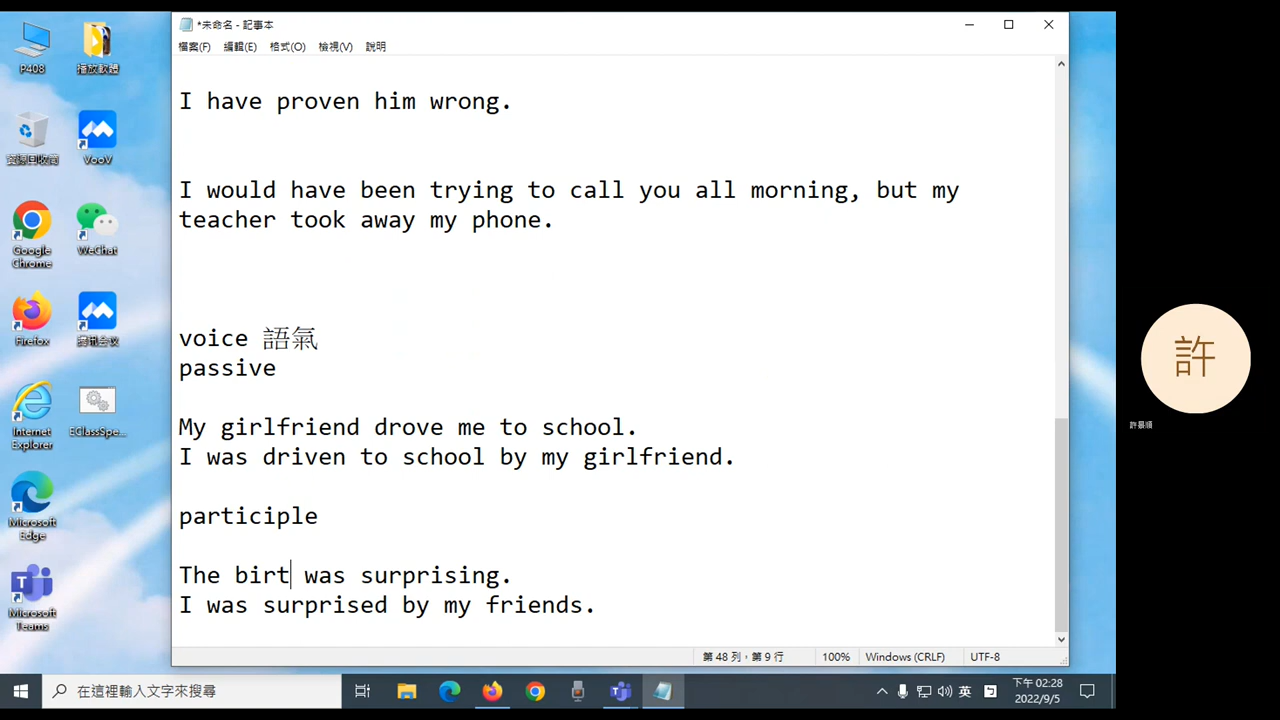 *未命名 - 記事本
檔案(F) 編輯(E) 格式(O) 檢視(V) 說明
I have proven him wrong.
I would have been trying to call you all morning, but my
teacher took away my phone.
voice 語氣
passive
My girlfriend drove me to school.
I was driven to school by my girlfriend.
participle
The birt was surprising.
I was surprised by my friends.
第 48 列，第 9 行 100% Windows (CRLF) UTF-8
P408
播放軟體
資源回收筒
VooV
Google
Chrome
WeChat
Firefox
腾讯会议
Internet
Explorer
EClassSpe...
Microsoft
Edge
Microsoft
Teams
許
許景順
在這裡輸入文字來搜尋
英
下午 02:28
2022/9/5